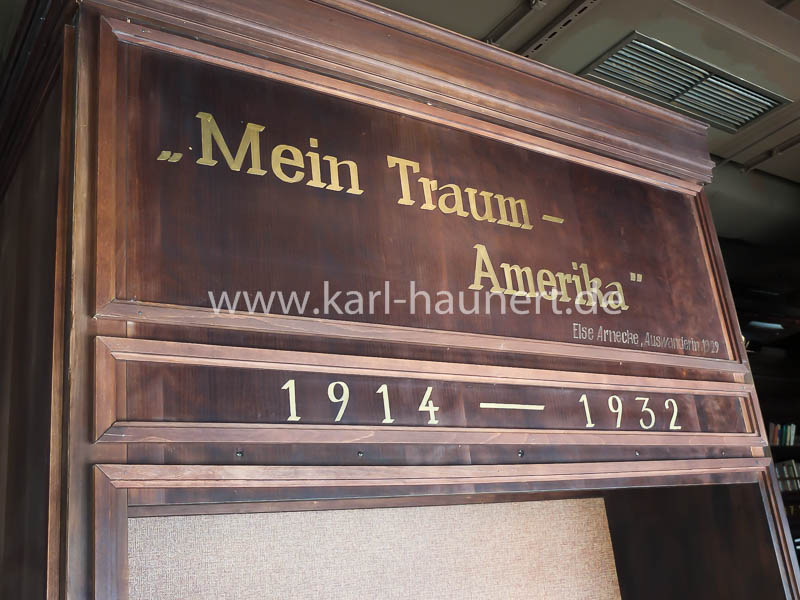 „Mein Traum –
Amerika"
www.karl-haunert.de
Else Arnecke, Auswanderin 1929
1914 — 1932